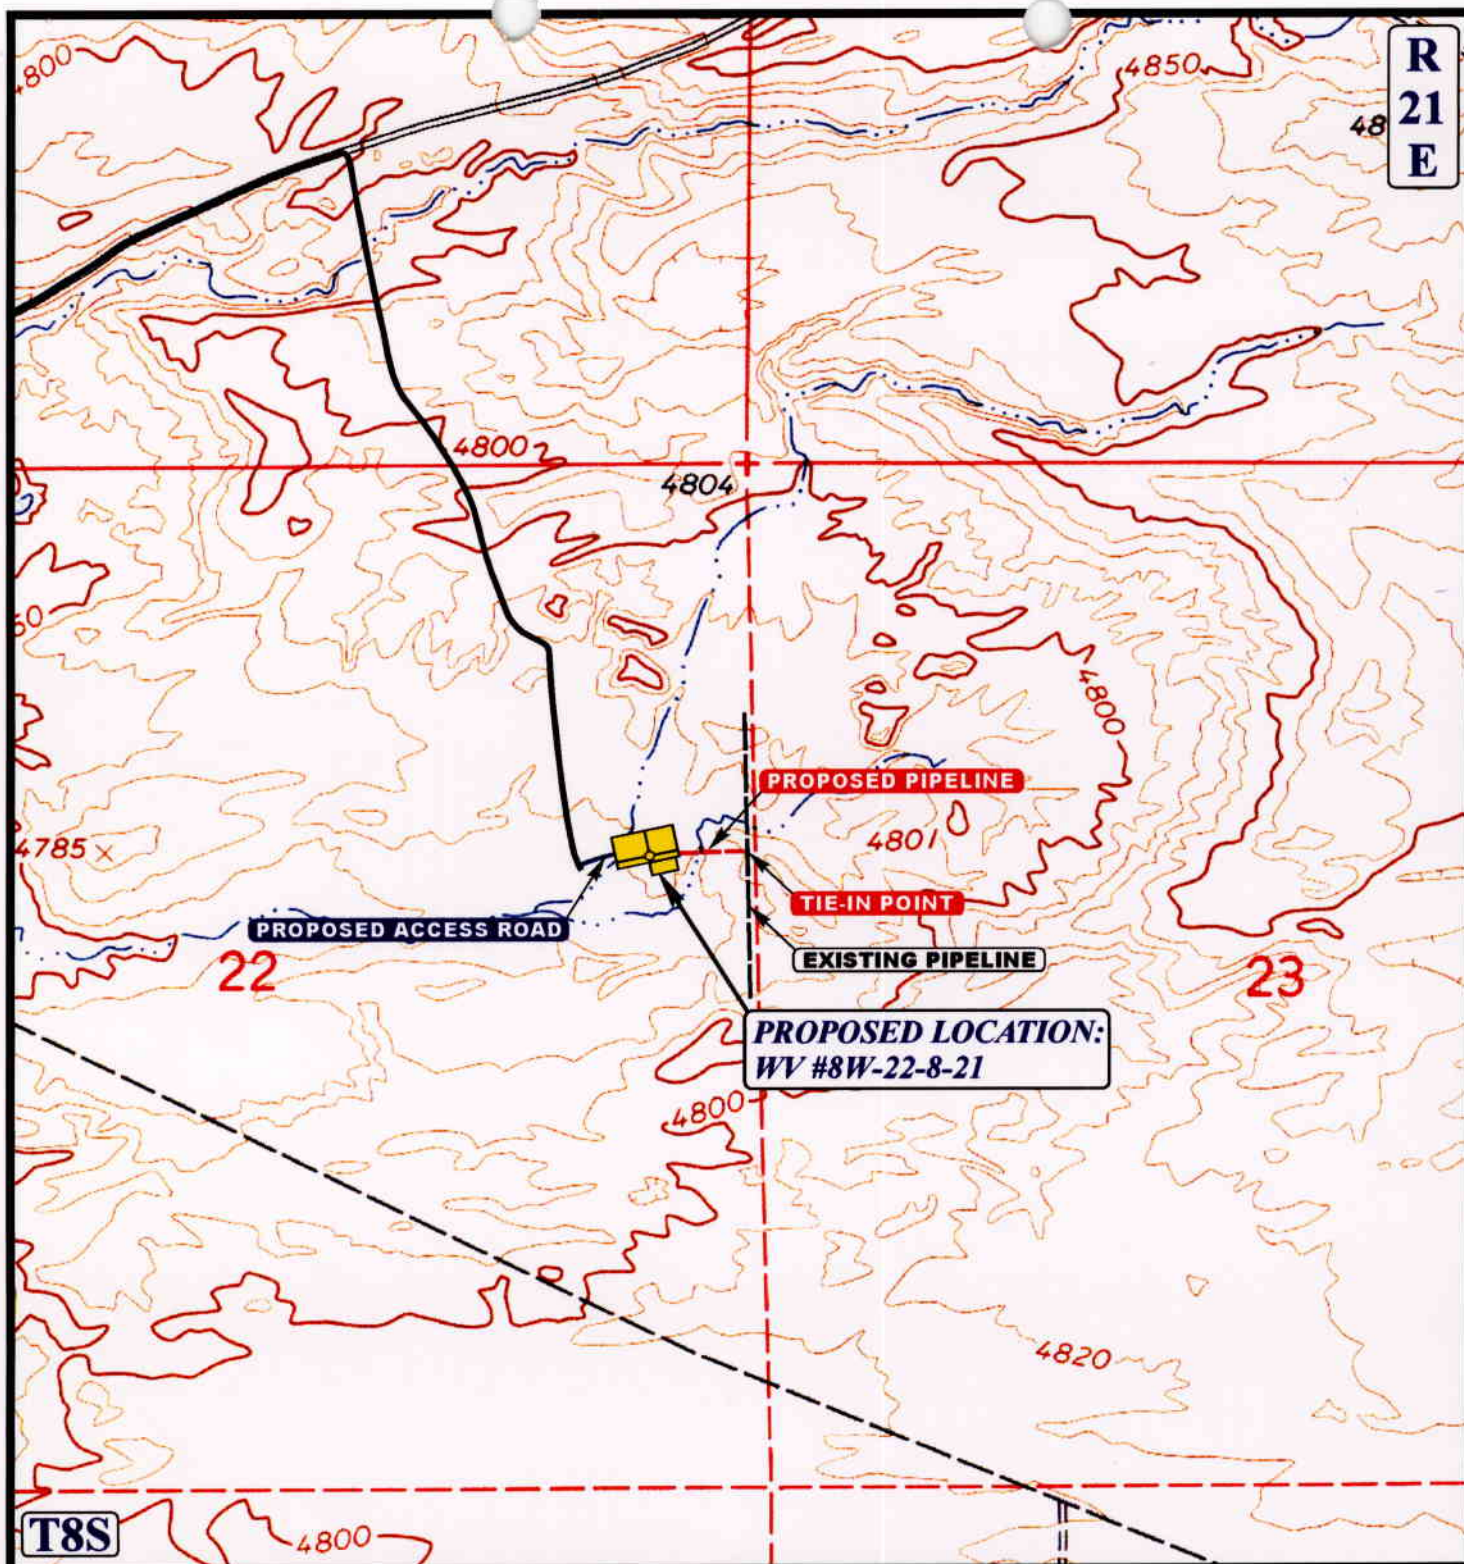 4800
4850
R
21
E
48
4800
4804
4800
PROPOSED PIPELINE
4785
4801
TIE-IN POINT
PROPOSED ACCESS ROAD
EXISTING PIPELINE
22
23
PROPOSED LOCATION:
WV #8W-22-8-21
4800
4820
T8S
4800